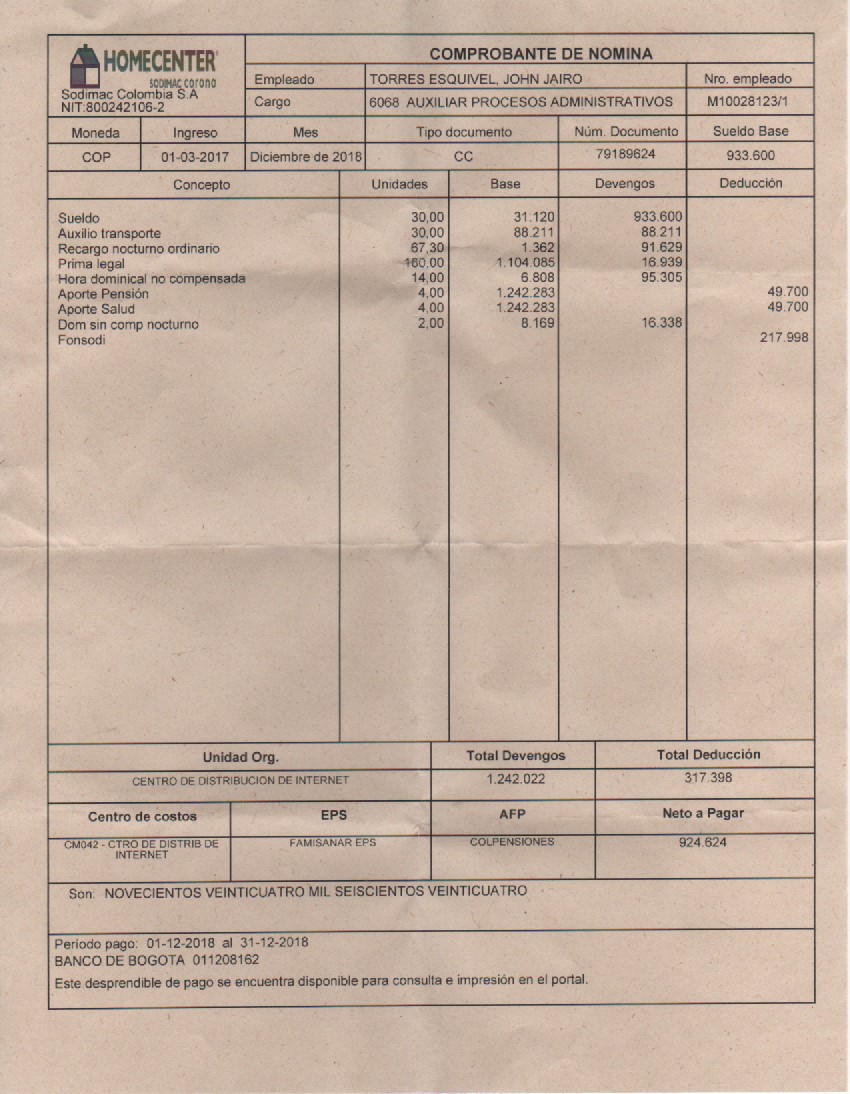 HOMECENTER
SODIMAC corona
Sodimac Colombia S.A
NIT:800242106-2
COMPROBANTE DE NOMINA
Empleado TORRES ESQUIVEL, JOHN JAIRO Nro. empleado
Cargo 6068 AUXILIAR PROCESOS ADMINISTRATIVOS M10028123/1
Moneda Ingreso Mes Tipo documento Núm. Documento Sueldo Base
COP 01-03-2017 Diciembre de 2018 CC 79189624 933.600
Concepto Unidades Base Devengos Deducción
Sueldo 30,00 31.120 933.600
Auxilio transporte 30,00 88.211 88.211
Recargo nocturno ordinario 67,30 1.362 91.629
Prima legal 160,00 1.104.085 16.939
Hora dominical no compensada 14,00 6.808 95.305
Aporte Pensión 4,00 1.242.283 49.700
Aporte Salud 4,00 1.242.283 49.700
Dom sin comp nocturno 2,00 8.169 16.338
Fonsodi 217.998
Unidad Org. Total Devengos Total Deducción
CENTRO DE DISTRIBUCION DE INTERNET 1.242.022 317.398
Centro de costos EPS AFP Neto a Pagar
CM042 - CTRO DE DISTRIB DE FAMISANAR EPS COLPENSIONES 924.624
INTERNET
Son: NOVECIENTOS VEINTICUATRO MIL SEISCIENTOS VEINTICUATRO
Período pago: 01-12-2018 al 31-12-2018
BANCO DE BOGOTA 011208162
Este desprendible de pago se encuentra disponible para consulta e impresión en el portal.